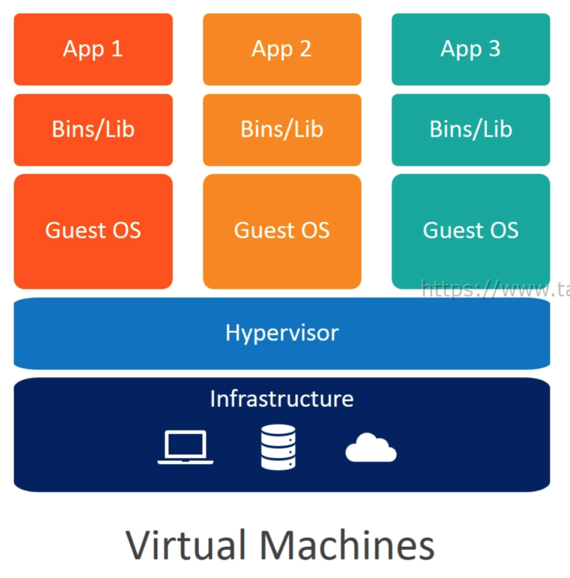 App 1 App 2 App 3
Bins/Lib Bins/Lib Bins/Lib
Guest OS Guest OS Guest OS
https://www.ta
Hypervisor
Infrastructure
Virtual Machines